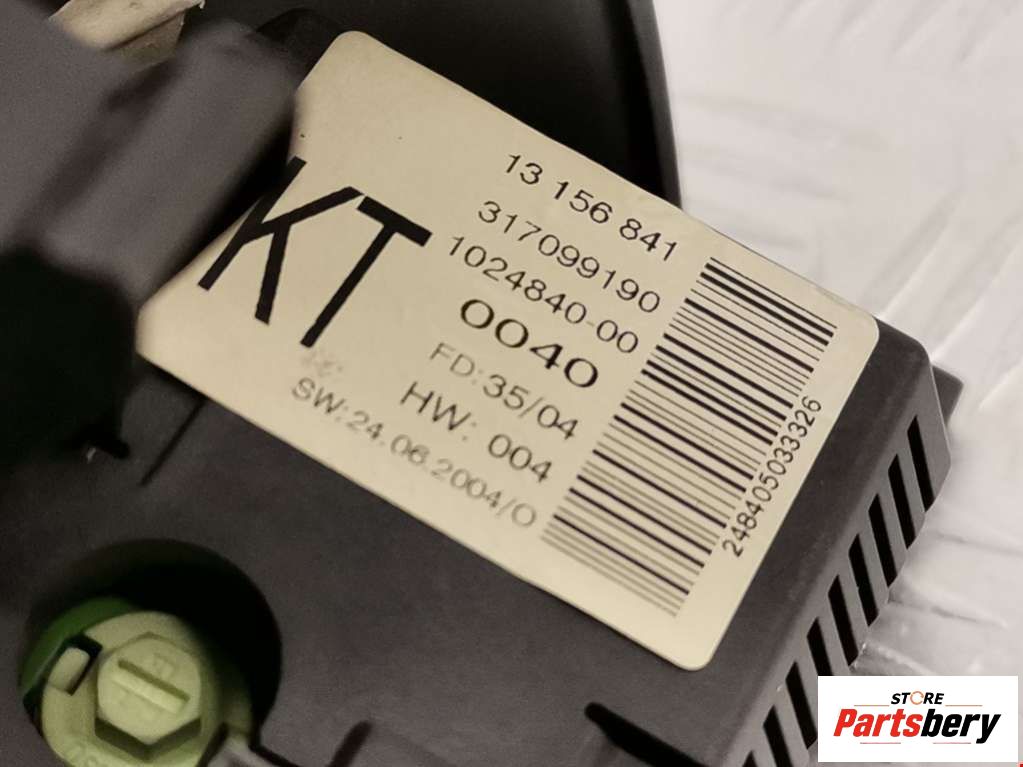 KT
13 156 841
317099190
1024840-00
0040
FD:35/04
HW: 004
SW:24.06.2004/O
248405033326
STORE
Partsbery